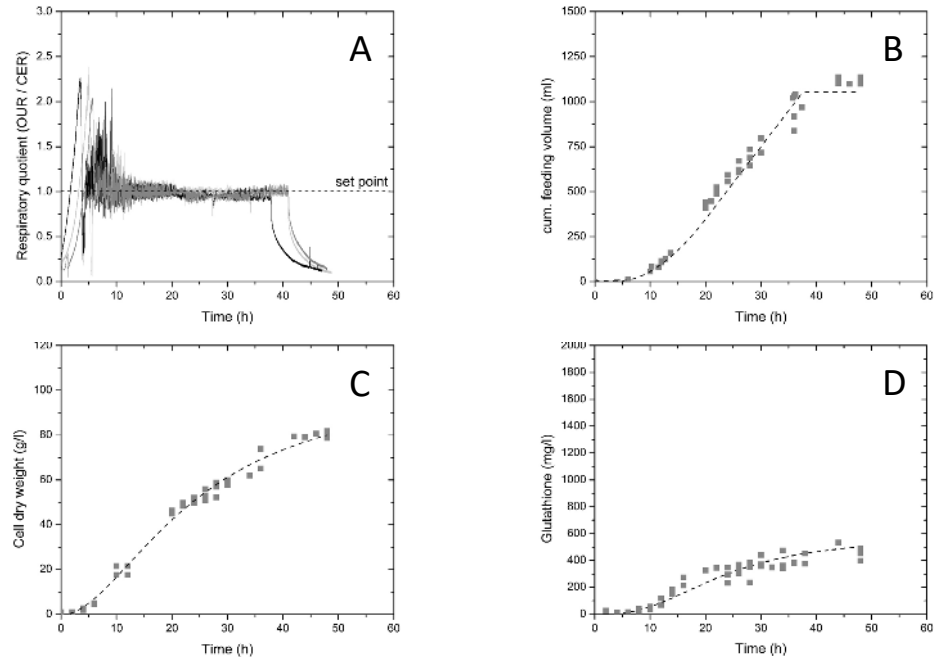 A
Respiratory quotient (OUR / CER)
3.0
2.5
2.0
1.5
1.0
0.5
0.0
set point
0 10 20 30 40 50 60
Time (h)
B
cum. feeding volume (ml)
1500
1250
1000
750
500
250
0
0 10 20 30 40 50 60
Time (h)
C
Cell dry weight (g/l)
120
100
80
60
40
20
0
0 10 20 30 40 50 60
Time (h)
D
Glutathione (mg/l)
2000
1800
1600
1400
1200
1000
800
600
400
200
0
0 10 20 30 40 50 60
Time (h)